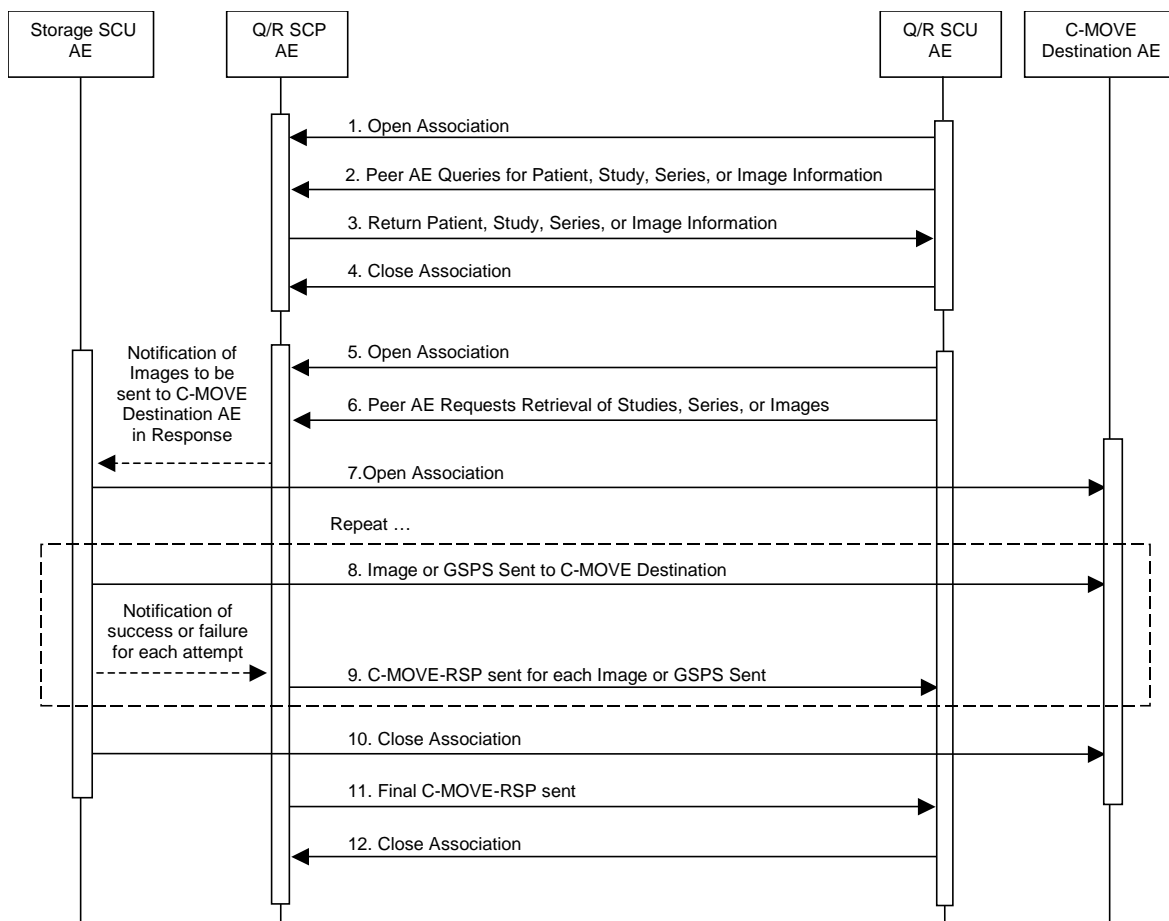 Storage SCU
AE
Q/R SCP
AE
Q/R SCU
AE
C-MOVE
Destination AE
1. Open Association
2. Peer AE Queries for Patient, Study, Series, or Image Information
3. Return Patient, Study, Series, or Image Information
4. Close Association
Notification of
Images to be
sent to C-MOVE
Destination AE
in Response
5. Open Association
6. Peer AE Requests Retrieval of Studies, Series, or Images
7.Open Association
Repeat …
8. Image or GSPS Sent to C-MOVE Destination
Notification of
success or failure
for each attempt
9. C-MOVE-RSP sent for each Image or GSPS Sent
10. Close Association
11. Final C-MOVE-RSP sent
12. Close Association